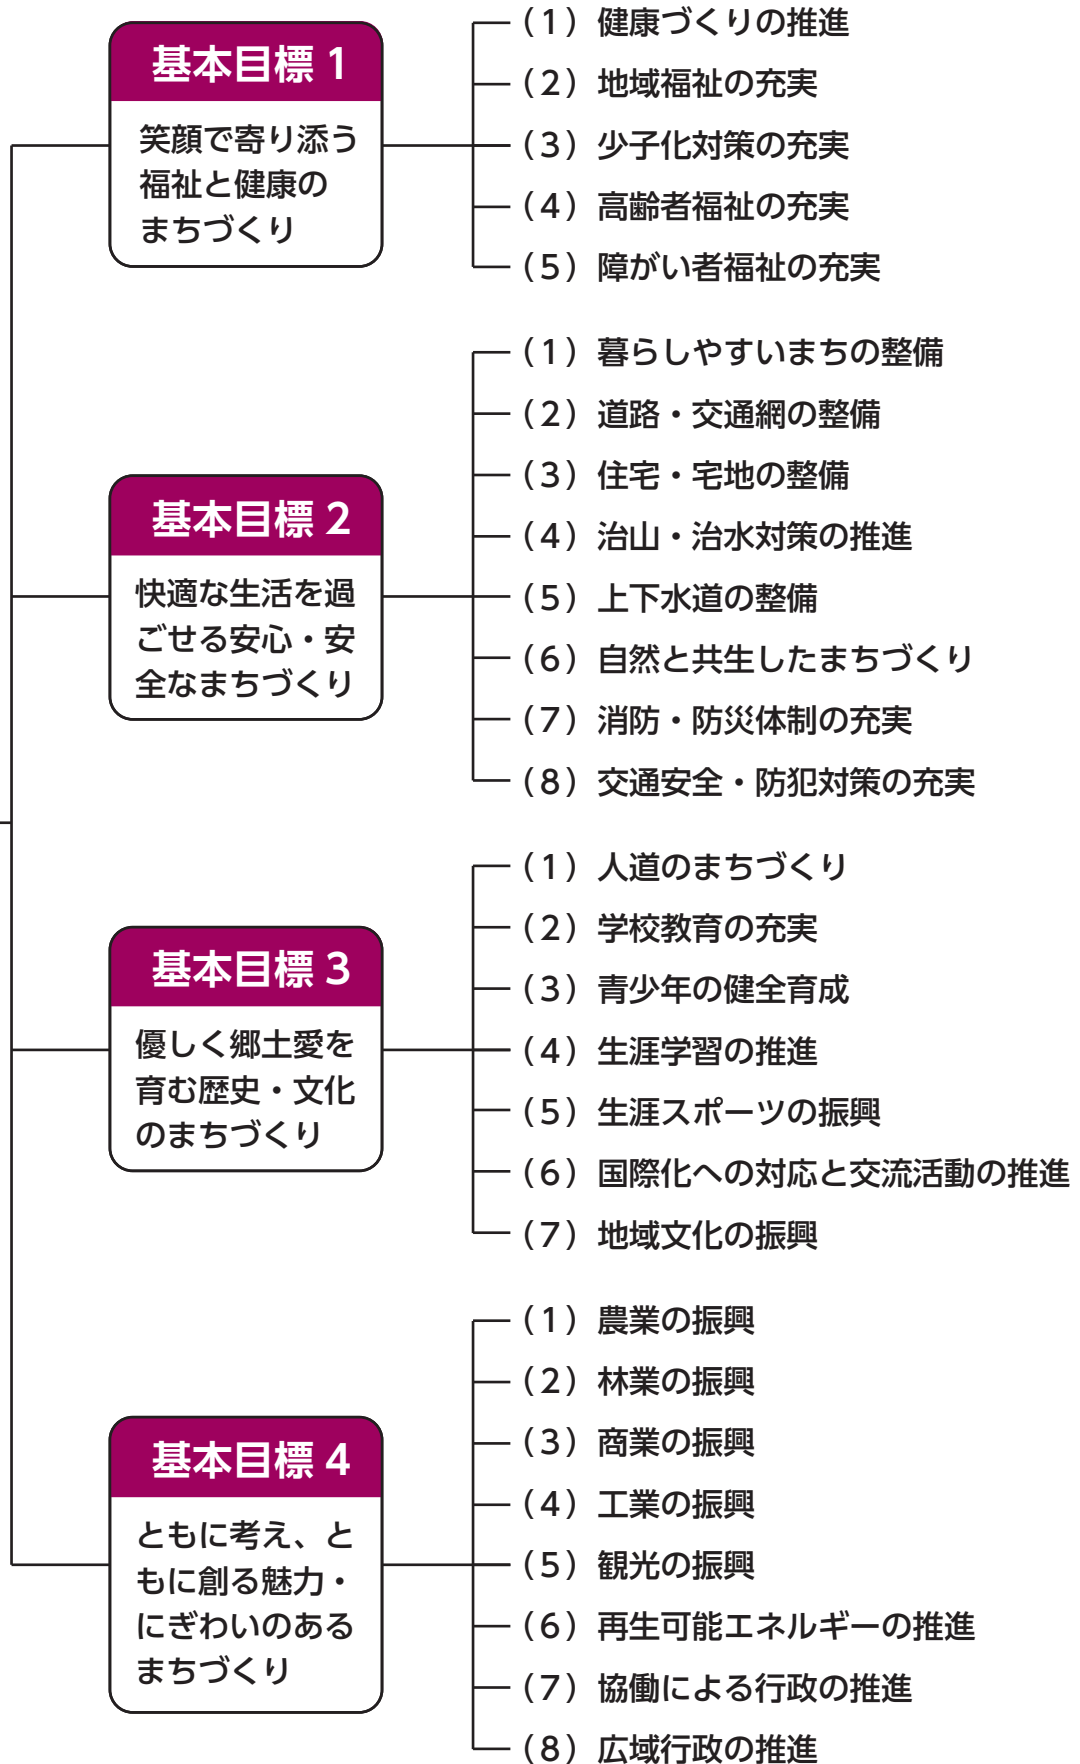 基本目標 1
笑顔で寄り添う
福祉と健康の
まちづくり
（1）健康づくりの推進
（2）地域福祉の充実
（3）少子化対策の充実
（4）高齢者福祉の充実
（5）障がい者福祉の充実
基本目標 2
快適な生活を過
ごせる安心・安
全なまちづくり
（1）暮らしやすいまちの整備
（2）道路・交通網の整備
（3）住宅・宅地の整備
（4）治山・治水対策の推進
（5）上下水道の整備
（6）自然と共生したまちづくり
（7）消防・防災体制の充実
（8）交通安全・防犯対策の充実
基本目標 3
優しく郷土愛を
育む歴史・文化
のまちづくり
（1）人道のまちづくり
（2）学校教育の充実
（3）青少年の健全育成
（4）生涯学習の推進
（5）生涯スポーツの振興
（6）国際化への対応と交流活動の推進
（7）地域文化の振興
基本目標 4
ともに考え、と
もに創る魅力・
にぎわいのある
まちづくり
（1）農業の振興
（2）林業の振興
（3）商業の振興
（4）工業の振興
（5）観光の振興
（6）再生可能エネルギーの推進
（7）協働による行政の推進
（8）広域行政の推進